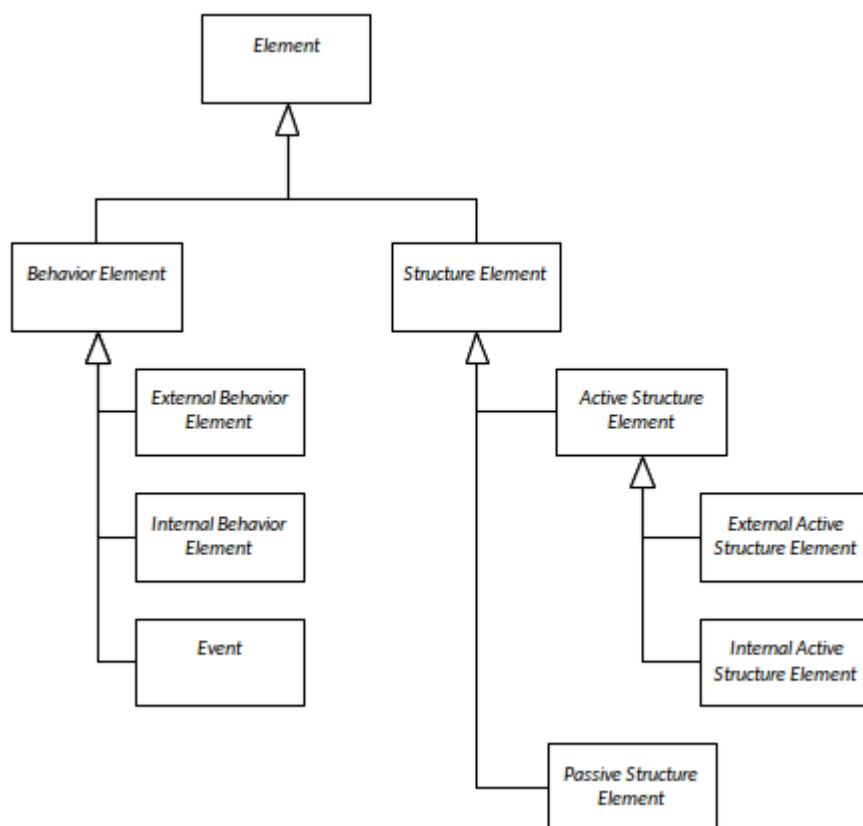 Element
Behavior Element
Structure Element
External Behavior
Element
Active Structure
Element
Internal Behavior
Element
External Active
Structure Element
Event
Internal Active
Structure Element
Passive Structure
Element